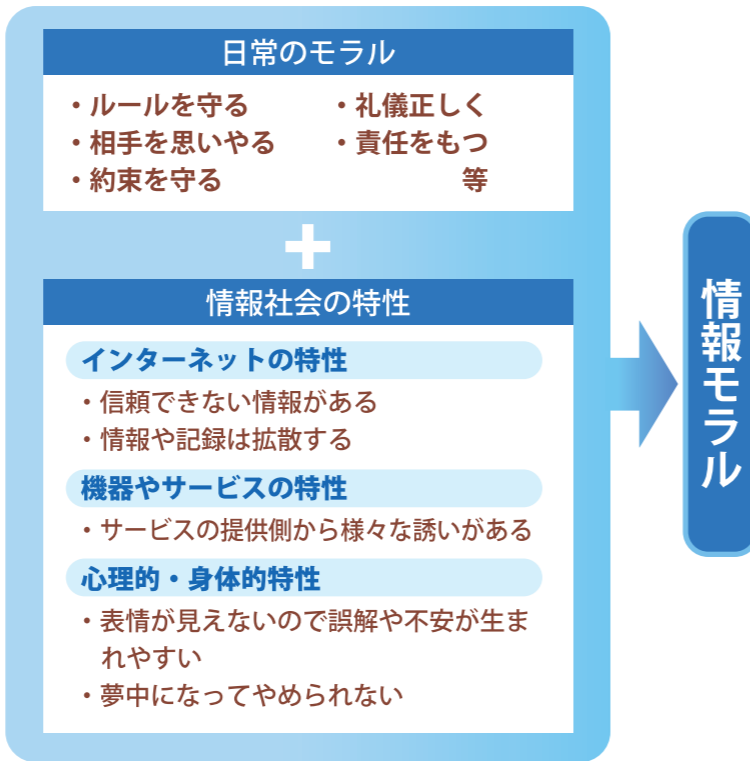 日常のモラル
・ルールを守る
・相手を思いやる
・約束を守る
・礼儀正しく
・責任をもつ
等
+
情報社会の特性
インターネットの特性
・信頼できない情報がある
・情報や記録は拡散する
機器やサービスの特性
・サービスの提供側から様々な誘いがある
心理的・身体的特性
・表情が見えないので誤解や不安が生ま
れやすい
・夢中になってやめられない
情報モラル